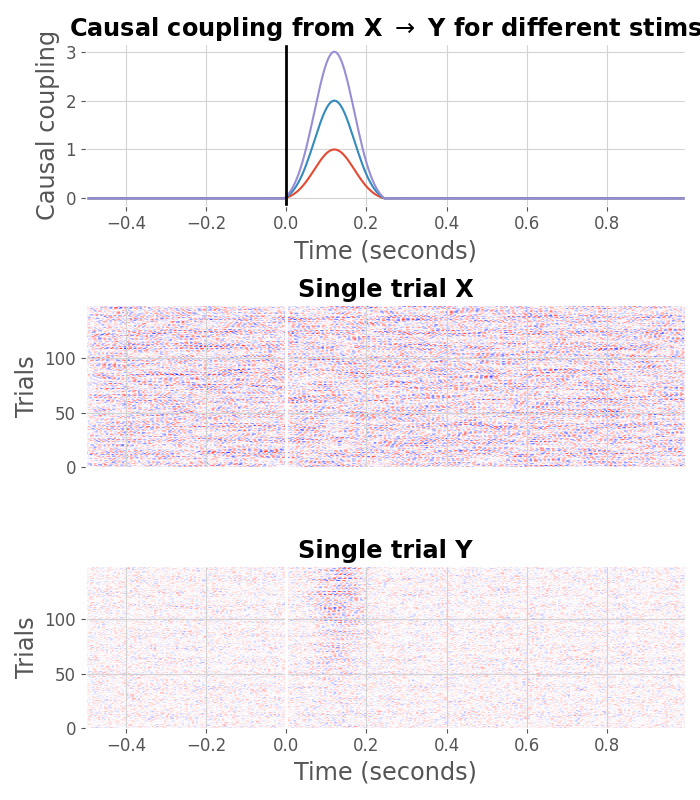 Causal coupling from X → Y for different stims
Causal coupling
3
2
1
0
−0.4 −0.2 0.0 0.2 0.4 0.6 0.8
Time (seconds)
Single trial X
Trials
100
50
0
Single trial Y
Trials
100
50
0
−0.4 −0.2 0.0 0.2 0.4 0.6 0.8
Time (seconds)